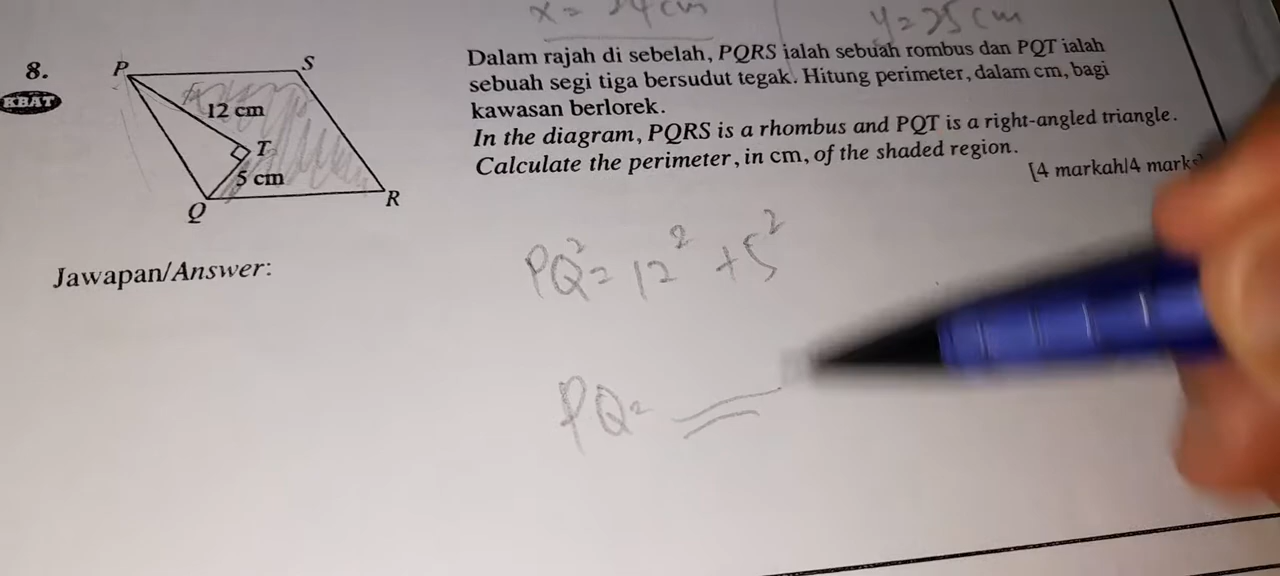 x = 24 cm
y = 25 cm
8.
KBAT
P
S
12 cm
T
5 cm
Q
R
Dalam rajah di sebelah, PQRS ialah sebuah rombus dan PQT ialah
sebuah segi tiga bersudut tegak. Hitung perimeter, dalam cm, bagi
kawasan berlorek.
In the diagram, PQRS is a rhombus and PQT is a right-angled triangle.
Calculate the perimeter, in cm, of the shaded region.
[4 markah/4 marks]
Jawapan/Answer:
PQ² = 12² + 5²
PQ =